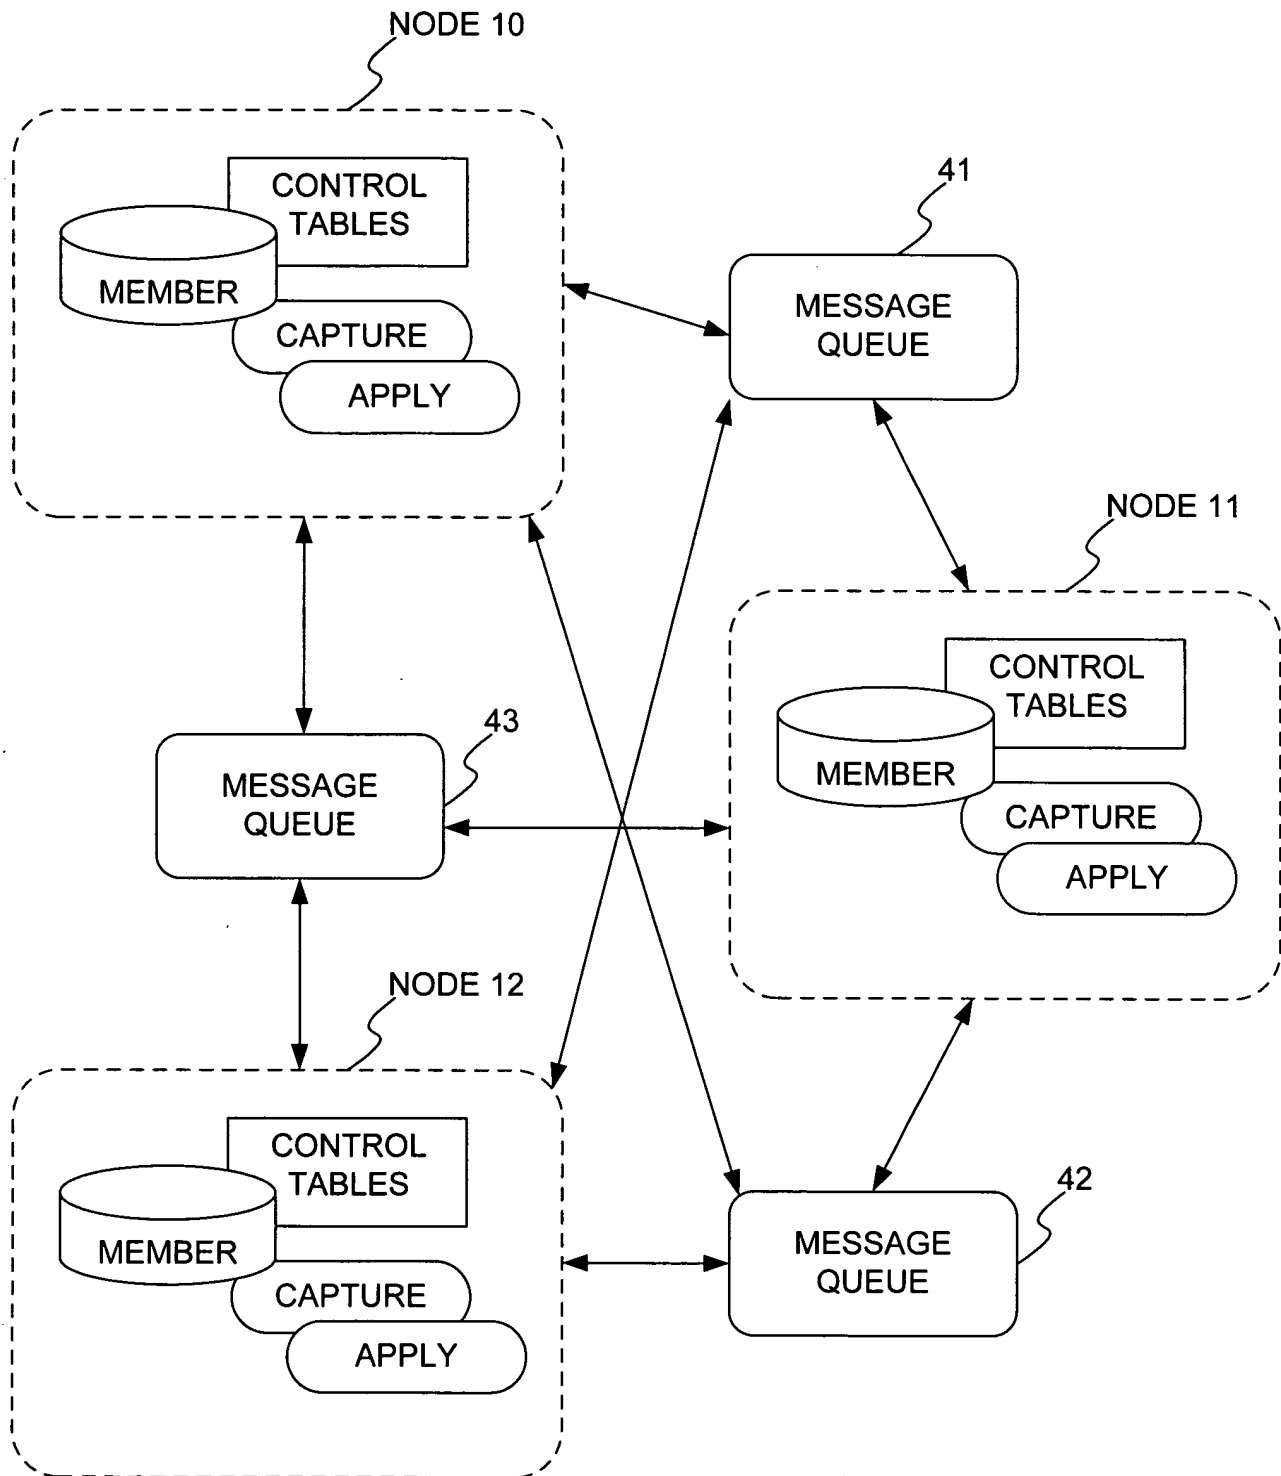 NODE 10
CONTROL
TABLES
MEMBER
CAPTURE
APPLY
41
MESSAGE
QUEUE
NODE 11
CONTROL
TABLES
MEMBER
CAPTURE
APPLY
43
MESSAGE
QUEUE
NODE 12
CONTROL
TABLES
MEMBER
CAPTURE
APPLY
42
MESSAGE
QUEUE